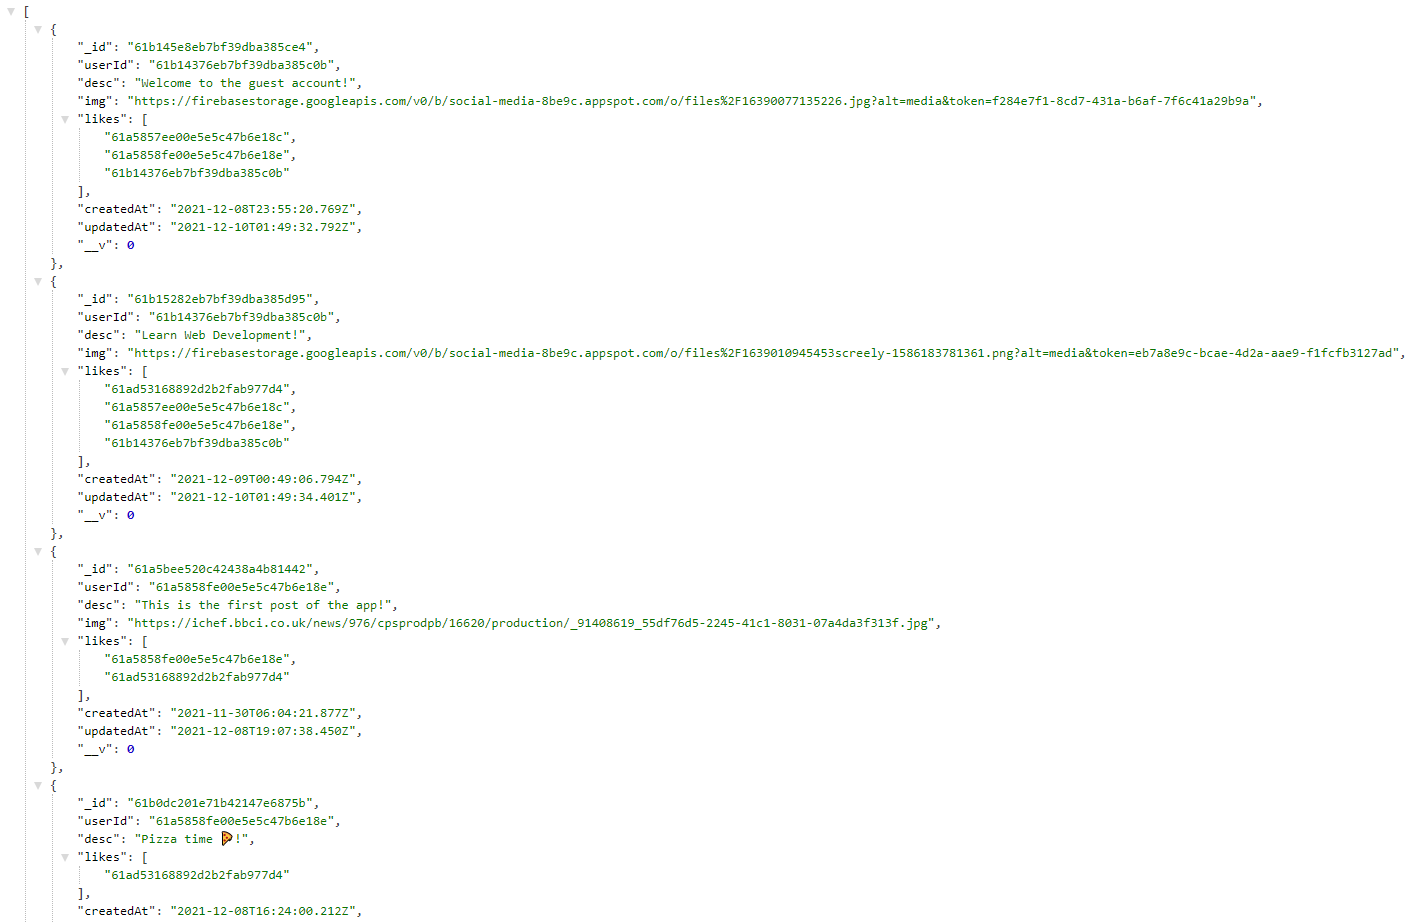 [
{
"_id": "61b145e8eb7bf39dba385ce4",
"userId": "61b14376eb7bf39dba385c0b",
"desc": "Welcome to the guest account!",
"img": "https://firebasestorage.googleapis.com/v0/b/social-media-8be9c.appspot.com/o/files%2F16390077135226.jpg?alt=media&token=f284e7f1-8cd7-431a-b6af-7f6c41a29b9a",
"likes": [
"61a5857ee00e5e5c47b6e18c",
"61a5858fe00e5e5c47b6e18e",
"61b14376eb7bf39dba385c0b"
],
"createdAt": "2021-12-08T23:55:20.769Z",
"updatedAt": "2021-12-10T01:49:32.792Z",
"__v": 0
},
{
"_id": "61b15282eb7bf39dba385d95",
"userId": "61b14376eb7bf39dba385c0b",
"desc": "Learn Web Development!",
"img": "https://firebasestorage.googleapis.com/v0/b/social-media-8be9c.appspot.com/o/files%2F1639010945453screely-1586183781361.png?alt=media&token=eb7a8e9c-bcae-4d2a-aae9-f1fcfb3127ad",
"likes": [
"61ad53168892d2b2fab977d4",
"61a5857ee00e5e5c47b6e18c",
"61a5858fe00e5e5c47b6e18e",
"61b14376eb7bf39dba385c0b"
],
"createdAt": "2021-12-09T00:49:06.794Z",
"updatedAt": "2021-12-10T01:49:34.401Z",
"__v": 0
},
{
"_id": "61a5bee520c42438a4b81442",
"userId": "61a5858fe00e5e5c47b6e18e",
"desc": "This is the first post of the app!",
"img": "https://ichef.bbci.co.uk/news/976/cpsprodpb/16620/production/_91408619_55df76d5-2245-41c1-8031-07a4da3f313f.jpg",
"likes": [
"61a5858fe00e5e5c47b6e18e",
"61ad53168892d2b2fab977d4"
],
"createdAt": "2021-11-30T06:04:21.877Z",
"updatedAt": "2021-12-08T19:07:38.450Z",
"__v": 0
},
{
"_id": "61b0dc201e71b42147e6875b",
"userId": "61a5858fe00e5e5c47b6e18e",
"desc": "Pizza time 🍕!",
"likes": [
"61ad53168892d2b2fab977d4"
],
"createdAt": "2021-12-08T16:24:00.212Z",